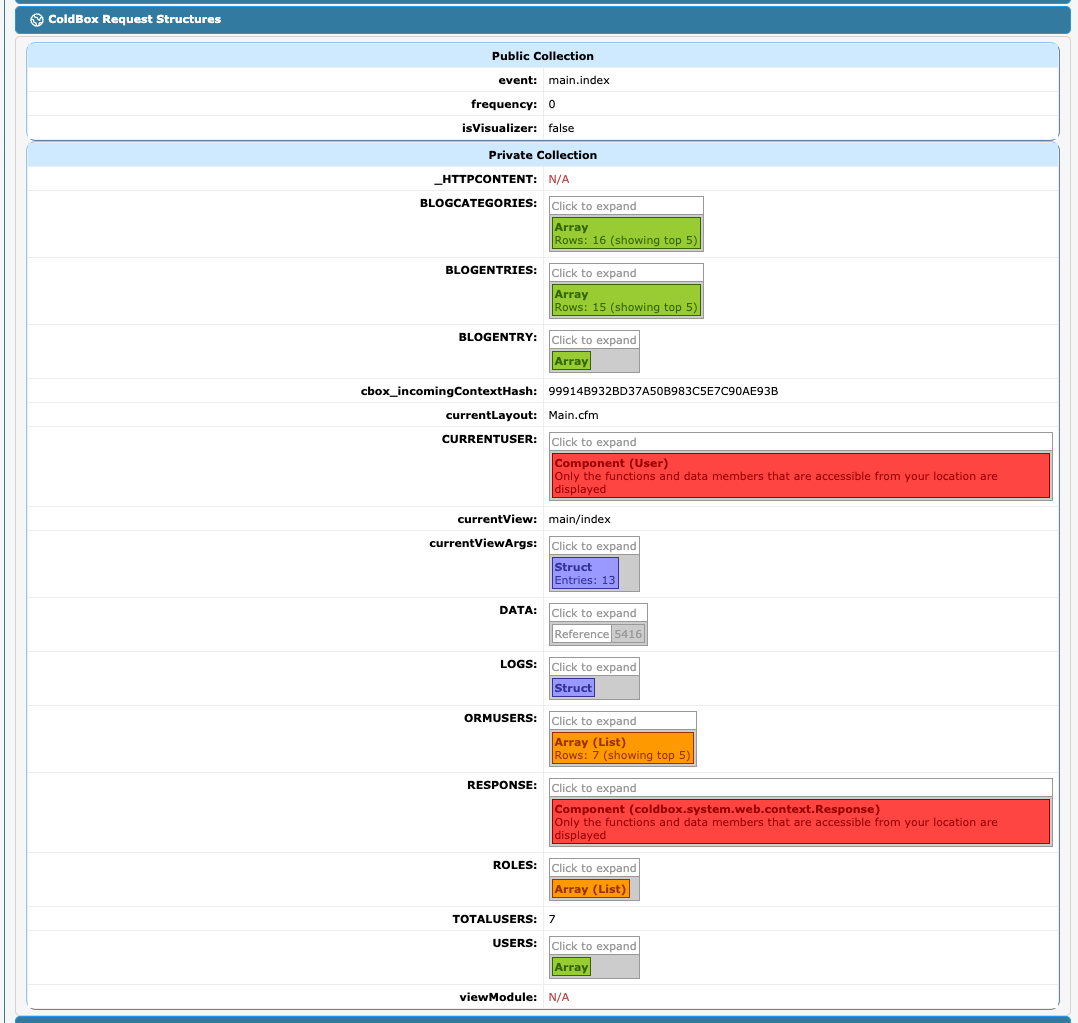 ColdBox Request Structures
Public Collection
event: main.index
frequency: 0
isVisualizer: false
Private Collection
_HTTPCONTENT: N/A
BLOGCATEGORIES: Click to expand
Array
Rows: 16 (showing top 5)
BLOGENTRIES: Click to expand
Array
Rows: 15 (showing top 5)
BLOGENTRY: Click to expand
Array
cbox_incomingContextHash: 99914B932BD37A50B983C5E7C90AE93B
currentLayout: Main.cfm
CURRENTUSER: Click to expand
Component (User)
Only the functions and data members that are accessible from your location are
displayed
currentView: main/index
currentViewArgs: Click to expand
Struct
Entries: 13
DATA: Click to expand
Reference 5416
LOGS: Click to expand
Struct
ORMUSERS: Click to expand
Array (List)
Rows: 7 (showing top 5)
RESPONSE: Click to expand
Component (coldbox.system.web.context.Response)
Only the functions and data members that are accessible from your location are
displayed
ROLES: Click to expand
Array (List)
TOTALUSERS: 7
USERS: Click to expand
Array
viewModule: N/A